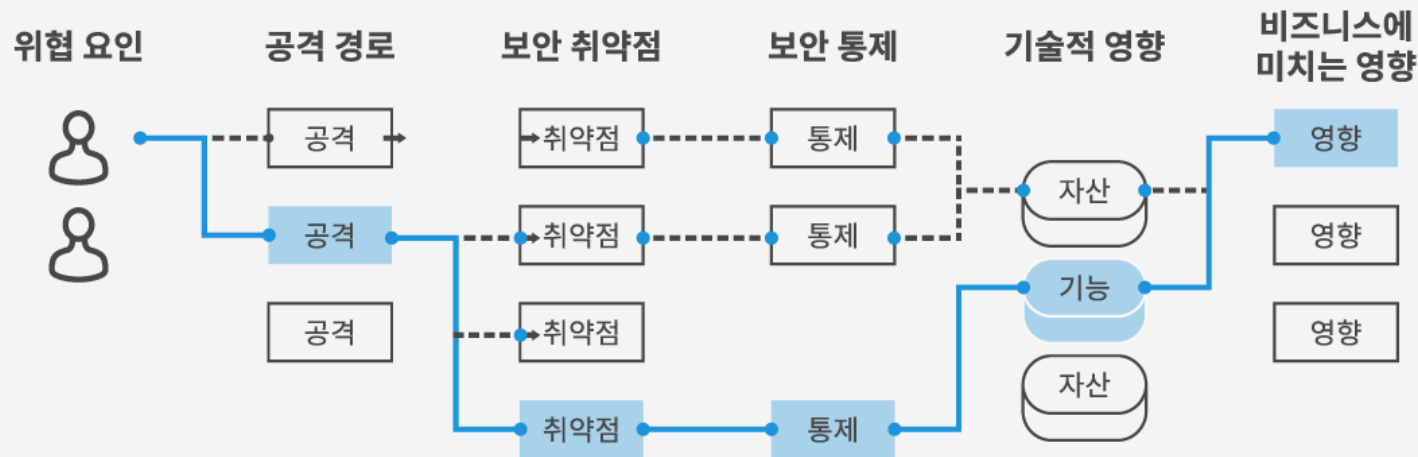 위협 요인
공격 경로
보안 취약점
보안 통제
기술적 영향
비즈니스에
미치는 영향
공격
취약점
통제
자산
영향
공격
취약점
통제
기능
영향
공격
취약점
자산
영향
취약점
통제